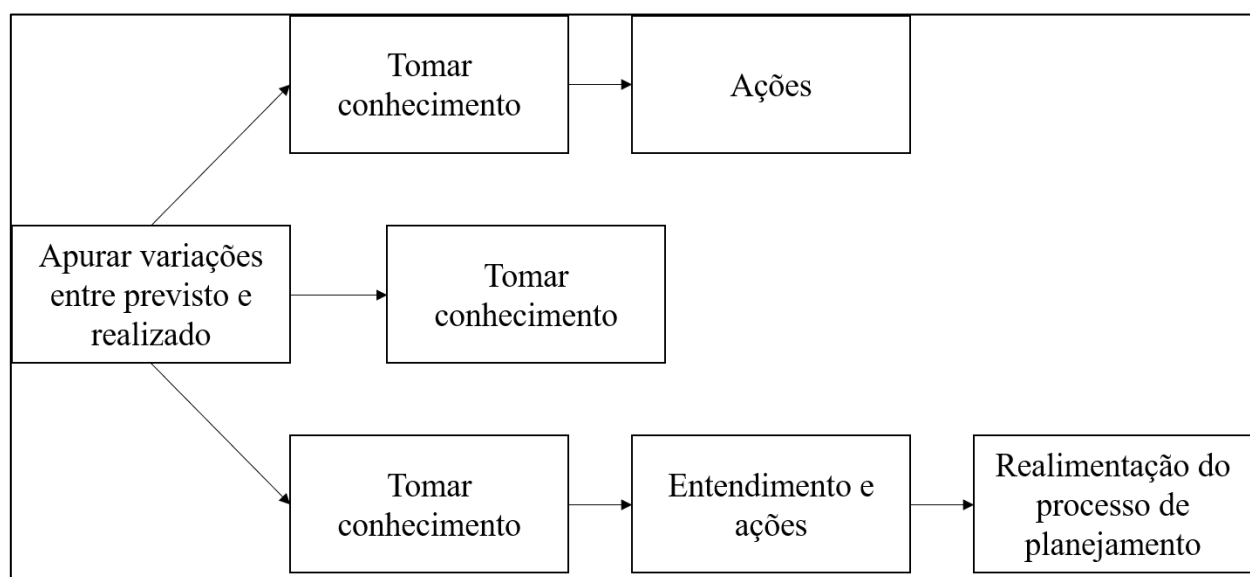 Tomar
conhecimento
Ações
Apurar variações
entre previsto e
realizado
Tomar
conhecimento
Tomar
conhecimento
Entendimento e
ações
Realimentação do
processo de
planejamento